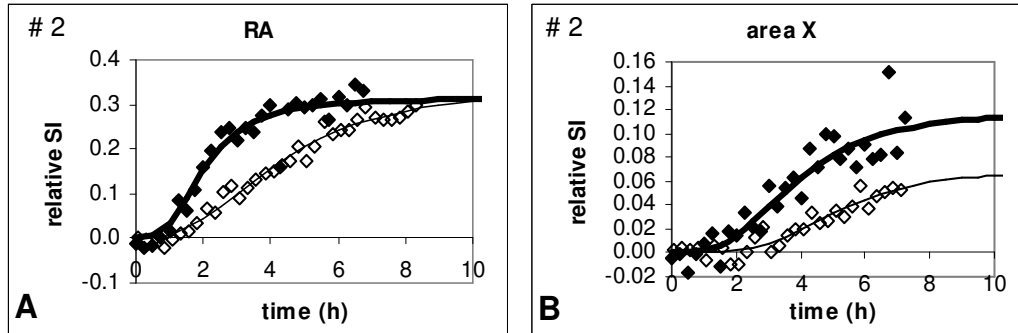 # 2
RA
0.4
0.3
0.2
0.1
0.0
-0.1
0 2 4 6 8 10
relative SI
time (h)
A
# 2
area X
0.16
0.14
0.12
0.10
0.08
0.06
0.04
0.02
0.00
-0.02
0 2 4 6 8 10
relative SI
time (h)
B